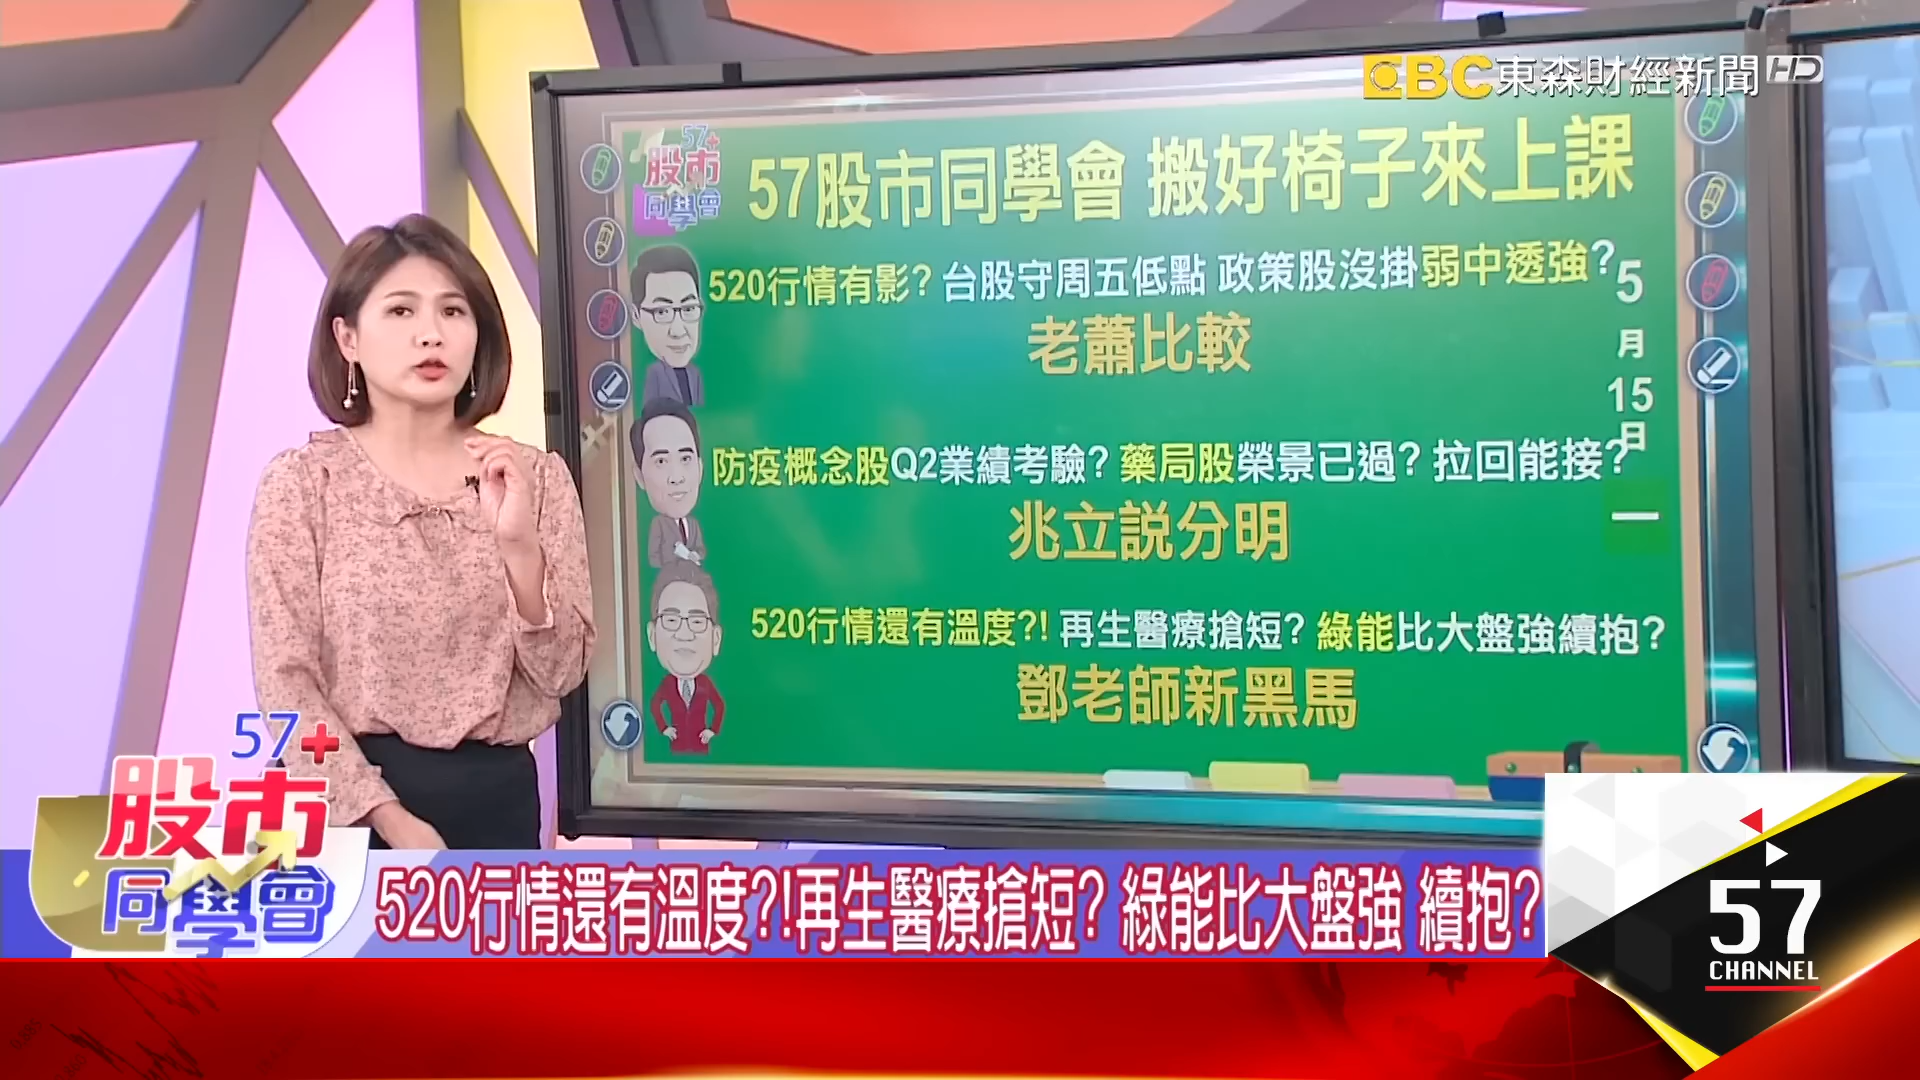 EBC東森財經新聞HD
57+
股市
同學會
57股市同學會 搬好椅子來上課
520行情有影? 台股守周五低點 政策股沒掛弱中透強?
老蕭比較
5
月
15
日
一
防疫概念股Q2業績考驗? 藥局股榮景已過? 拉回能接?
兆立說分明
520行情還有溫度?! 再生醫療搶短? 綠能比大盤強續抱?
鄧老師新黑馬
57+
股市
同學會
520行情還有溫度?!再生醫療搶短? 綠能比大盤強 續抱?
57
CHANNEL